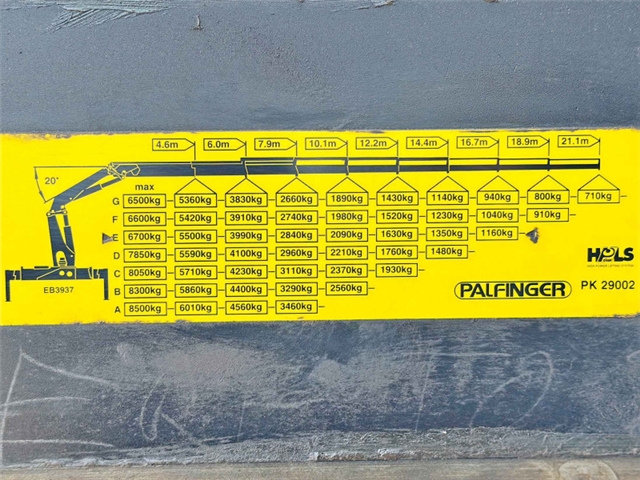 4.6m 6.0m 7.9m 10.1m 12.2m 14.4m 16.7m 18.9m 21.1m
20°
max
G 6500kg 5360kg 3830kg 2660kg 1890kg 1430kg 1140kg 940kg 800kg 710kg
F 6600kg 5420kg 3910kg 2740kg 1980kg 1520kg 1230kg 1040kg 910kg
E 6700kg 5500kg 3990kg 2840kg 2090kg 1630kg 1350kg 1160kg
D 7850kg 5590kg 4100kg 2960kg 2210kg 1760kg 1480kg
C 8050kg 5710kg 4230kg 3110kg 2370kg 1930kg
B 8300kg 5860kg 4400kg 3290kg 2560kg
A 8500kg 6010kg 4560kg 3460kg
EB3937
HPLS
PALFINGER PK 29002